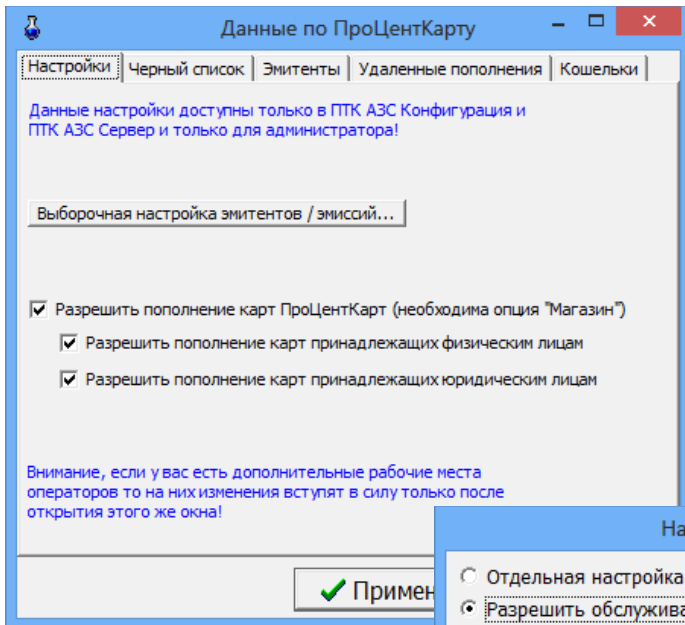 Данные по ПроЦентКарту
Настройки Черный список Эмитенты Удаленные пополнения Кошельки
Данные настройки доступны только в ПТК АЗС Конфигурация и
ПТК АЗС Сервер и только для администратора!
Выборочная настройка эмитентов / эмиссий...
Разрешить пополнение карт ПроЦентКарт (необходима опция "Магазин")
Разрешить пополнение карт принадлежащих физическим лицам
Разрешить пополнение карт принадлежащих юридическим лицам
Внимание, если у вас есть дополнительные рабочие места
операторов то на них изменения вступят в силу только после
открытия этого же окна!
На
Примен
Отдельная настройка
Разрешить обслужива